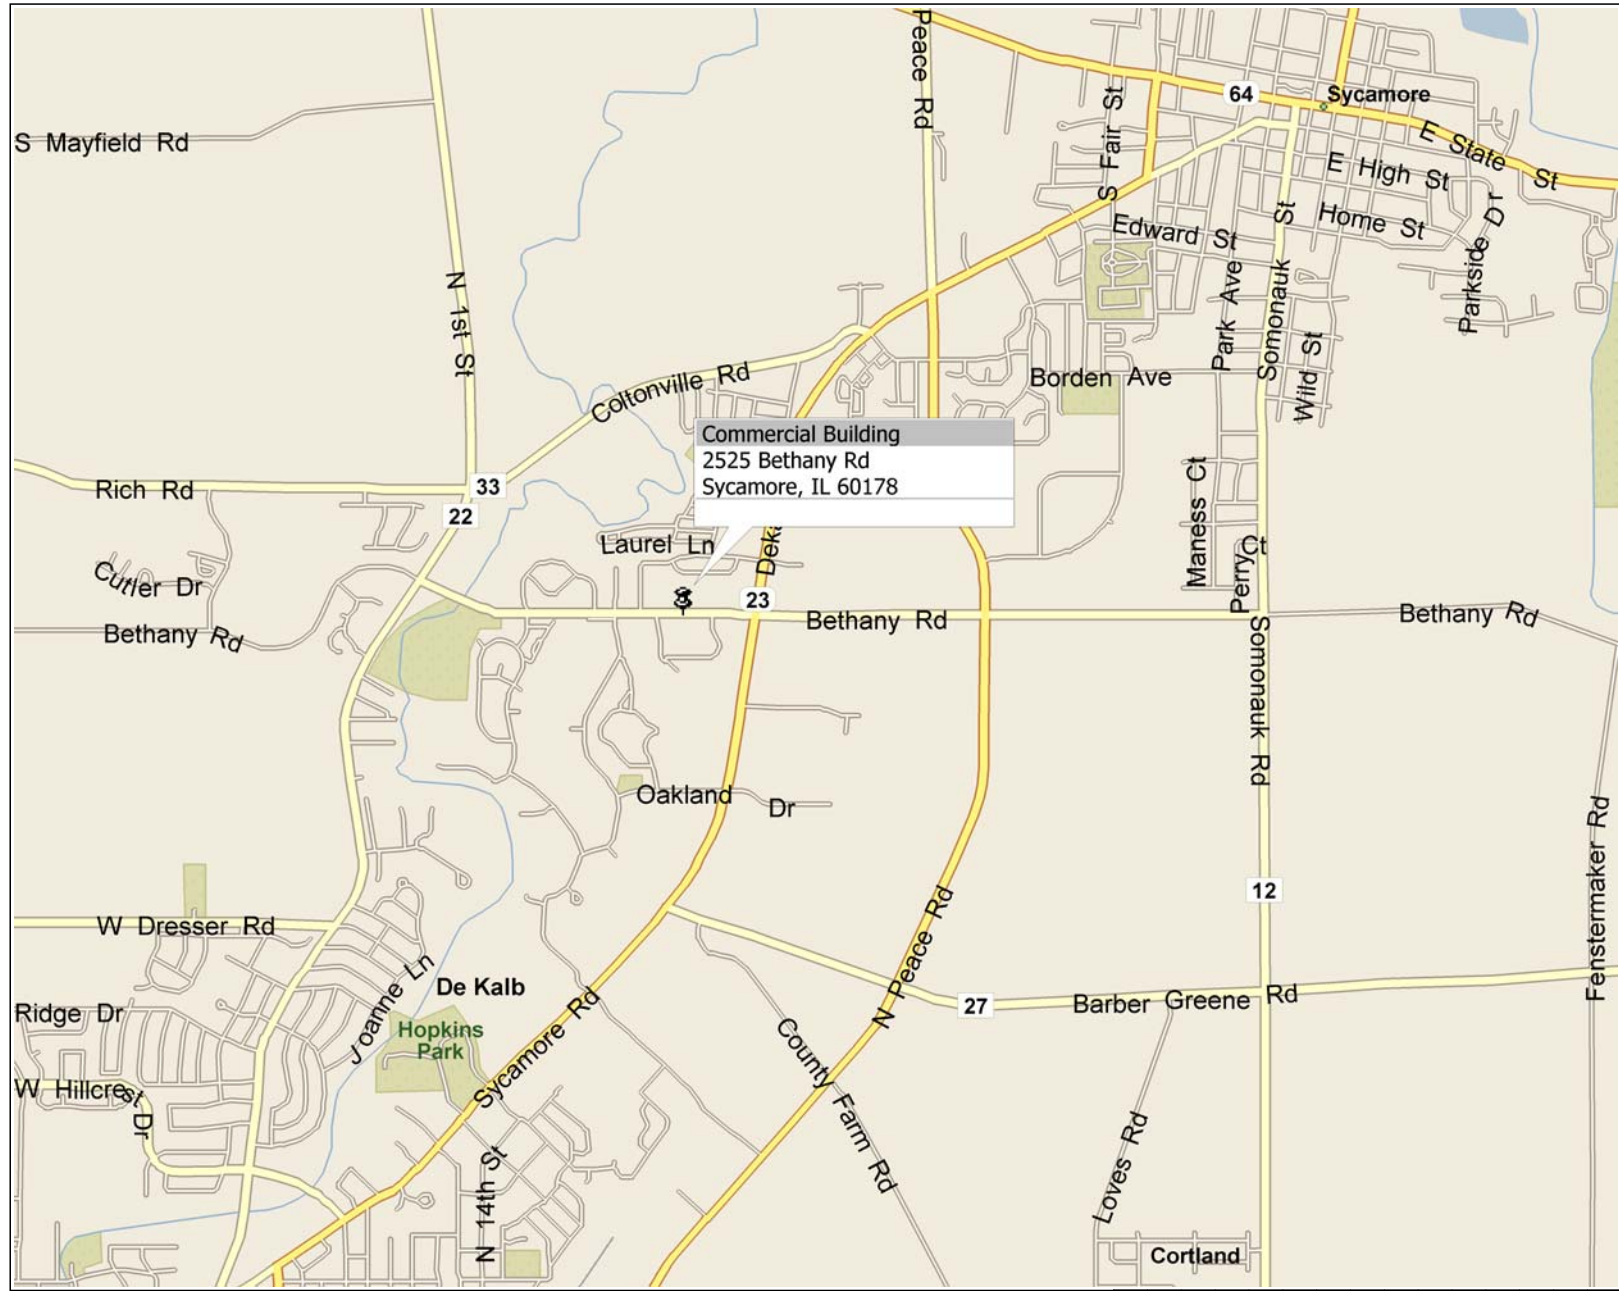 Peace Rd
64
Sycamore
S Mayfield Rd
S Fair St
E State St
E High St
Home St
Parkside Dr
Edward St
N 1st St
Park Ave
Somonauk St
Wild St
Coltonville Rd
Borden Ave
Commercial Building
2525 Bethany Rd
Sycamore, IL 60178
Rich Rd
33
22
Maness Ct
Laurel Ln
Deka
Perry Ct
Cutler Dr
23
Bethany Rd
Bethany Rd
Bethany Rd
Somonauk Rd
Oakland Dr
Fenstermaker Rd
12
W Dresser Rd
N Peace Rd
Joanne Ln
De Kalb
27
Barber Greene Rd
Ridge Dr
Hopkins
Park
Sycamore Rd
County Farm Rd
W Hillcrest Dr
Loves Rd
N 14th St
Cortland